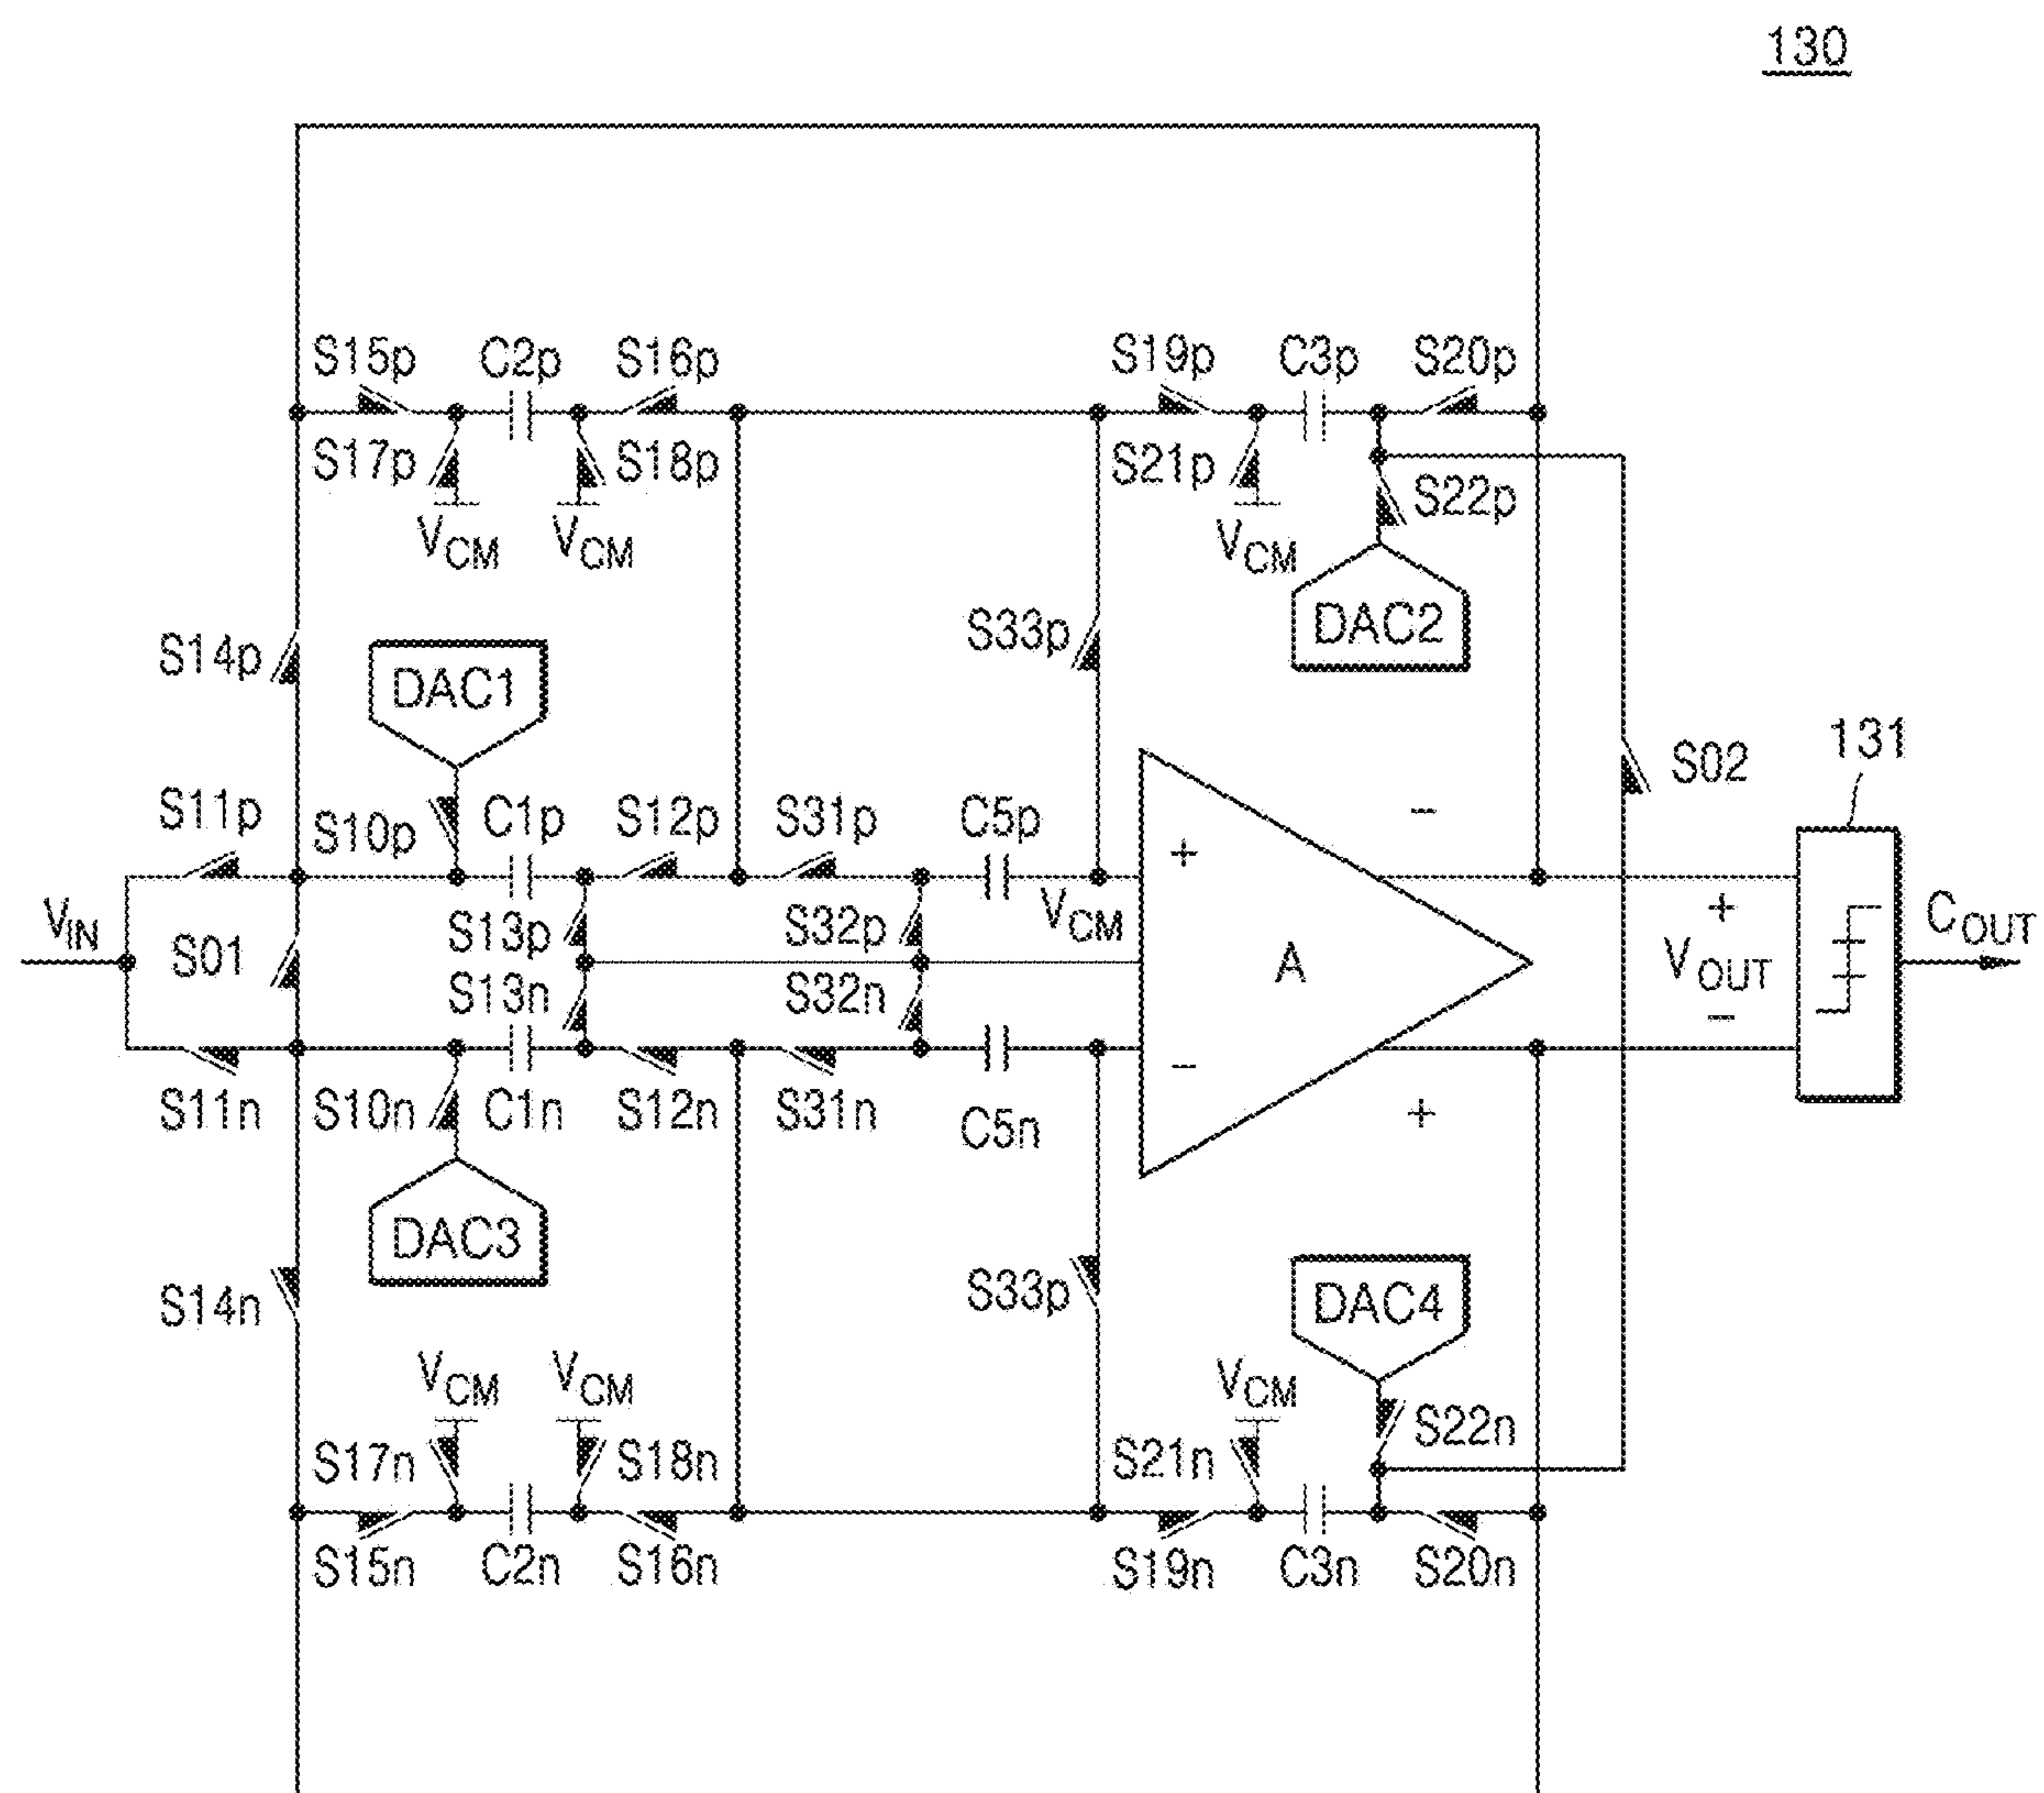 130
S15p C2p S16p S19p C3p S20p
S17p S18p S21p S22p
VCM VCM VCM
DAC2
S14p S33p
DAC1
S02 131
S11p S10p C1p S12p S31p C5p
+ −
VIN S01 S13p S32p VCM A + COUT
VOUT
S13n S32n −
S11n S10n C1n S12n S31n C5n − +
DAC3
S14n S33p DAC4
VCM VCM VCM
S17n S18n S21n S22n
S15n C2n S16n S19n C3n S20n